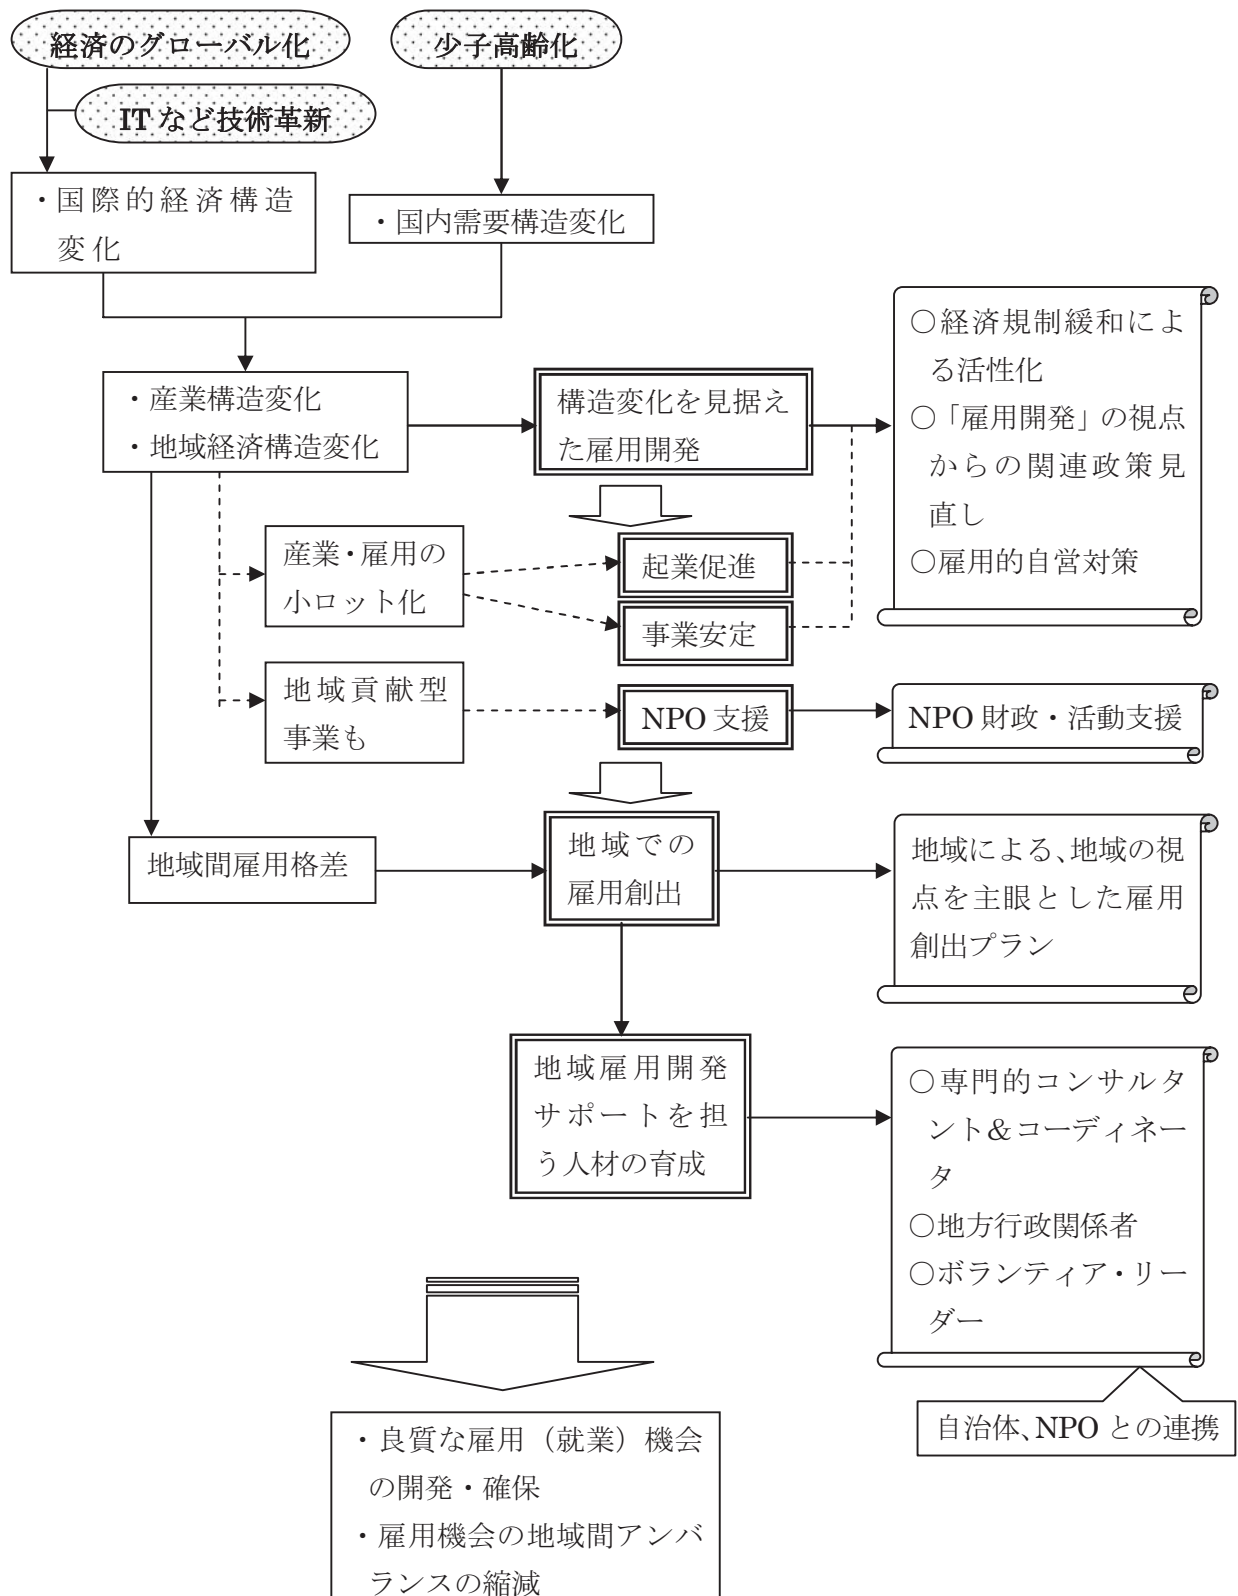 経済のグローバル化
少子高齢化
ITなど技術革新
・国際的経済構造
変化
・国内需要構造変化
・産業構造変化
・地域経済構造変化
構造変化を見据え
た雇用開発
○経済規制緩和によ
る活性化
○「雇用開発」の視点
からの関連政策見
直し
○雇用的自営対策
産業・雇用の
小ロット化
起業促進
事業安定
地域貢献型
事業も
NPO 支援
NPO 財政・活動支援
地域間雇用格差
地域での
雇用創出
地域による、地域の視
点を主眼とした雇用
創出プラン
地域雇用開発
サポートを担
う人材の育成
○専門的コンサルタ
ント＆コーディネー
タ
○地方行政関係者
○ボランティア・リー
ダー
自治体、NPO との連携
・良質な雇用（就業）機会
の開発・確保
・雇用機会の地域間アンバ
ランスの縮減